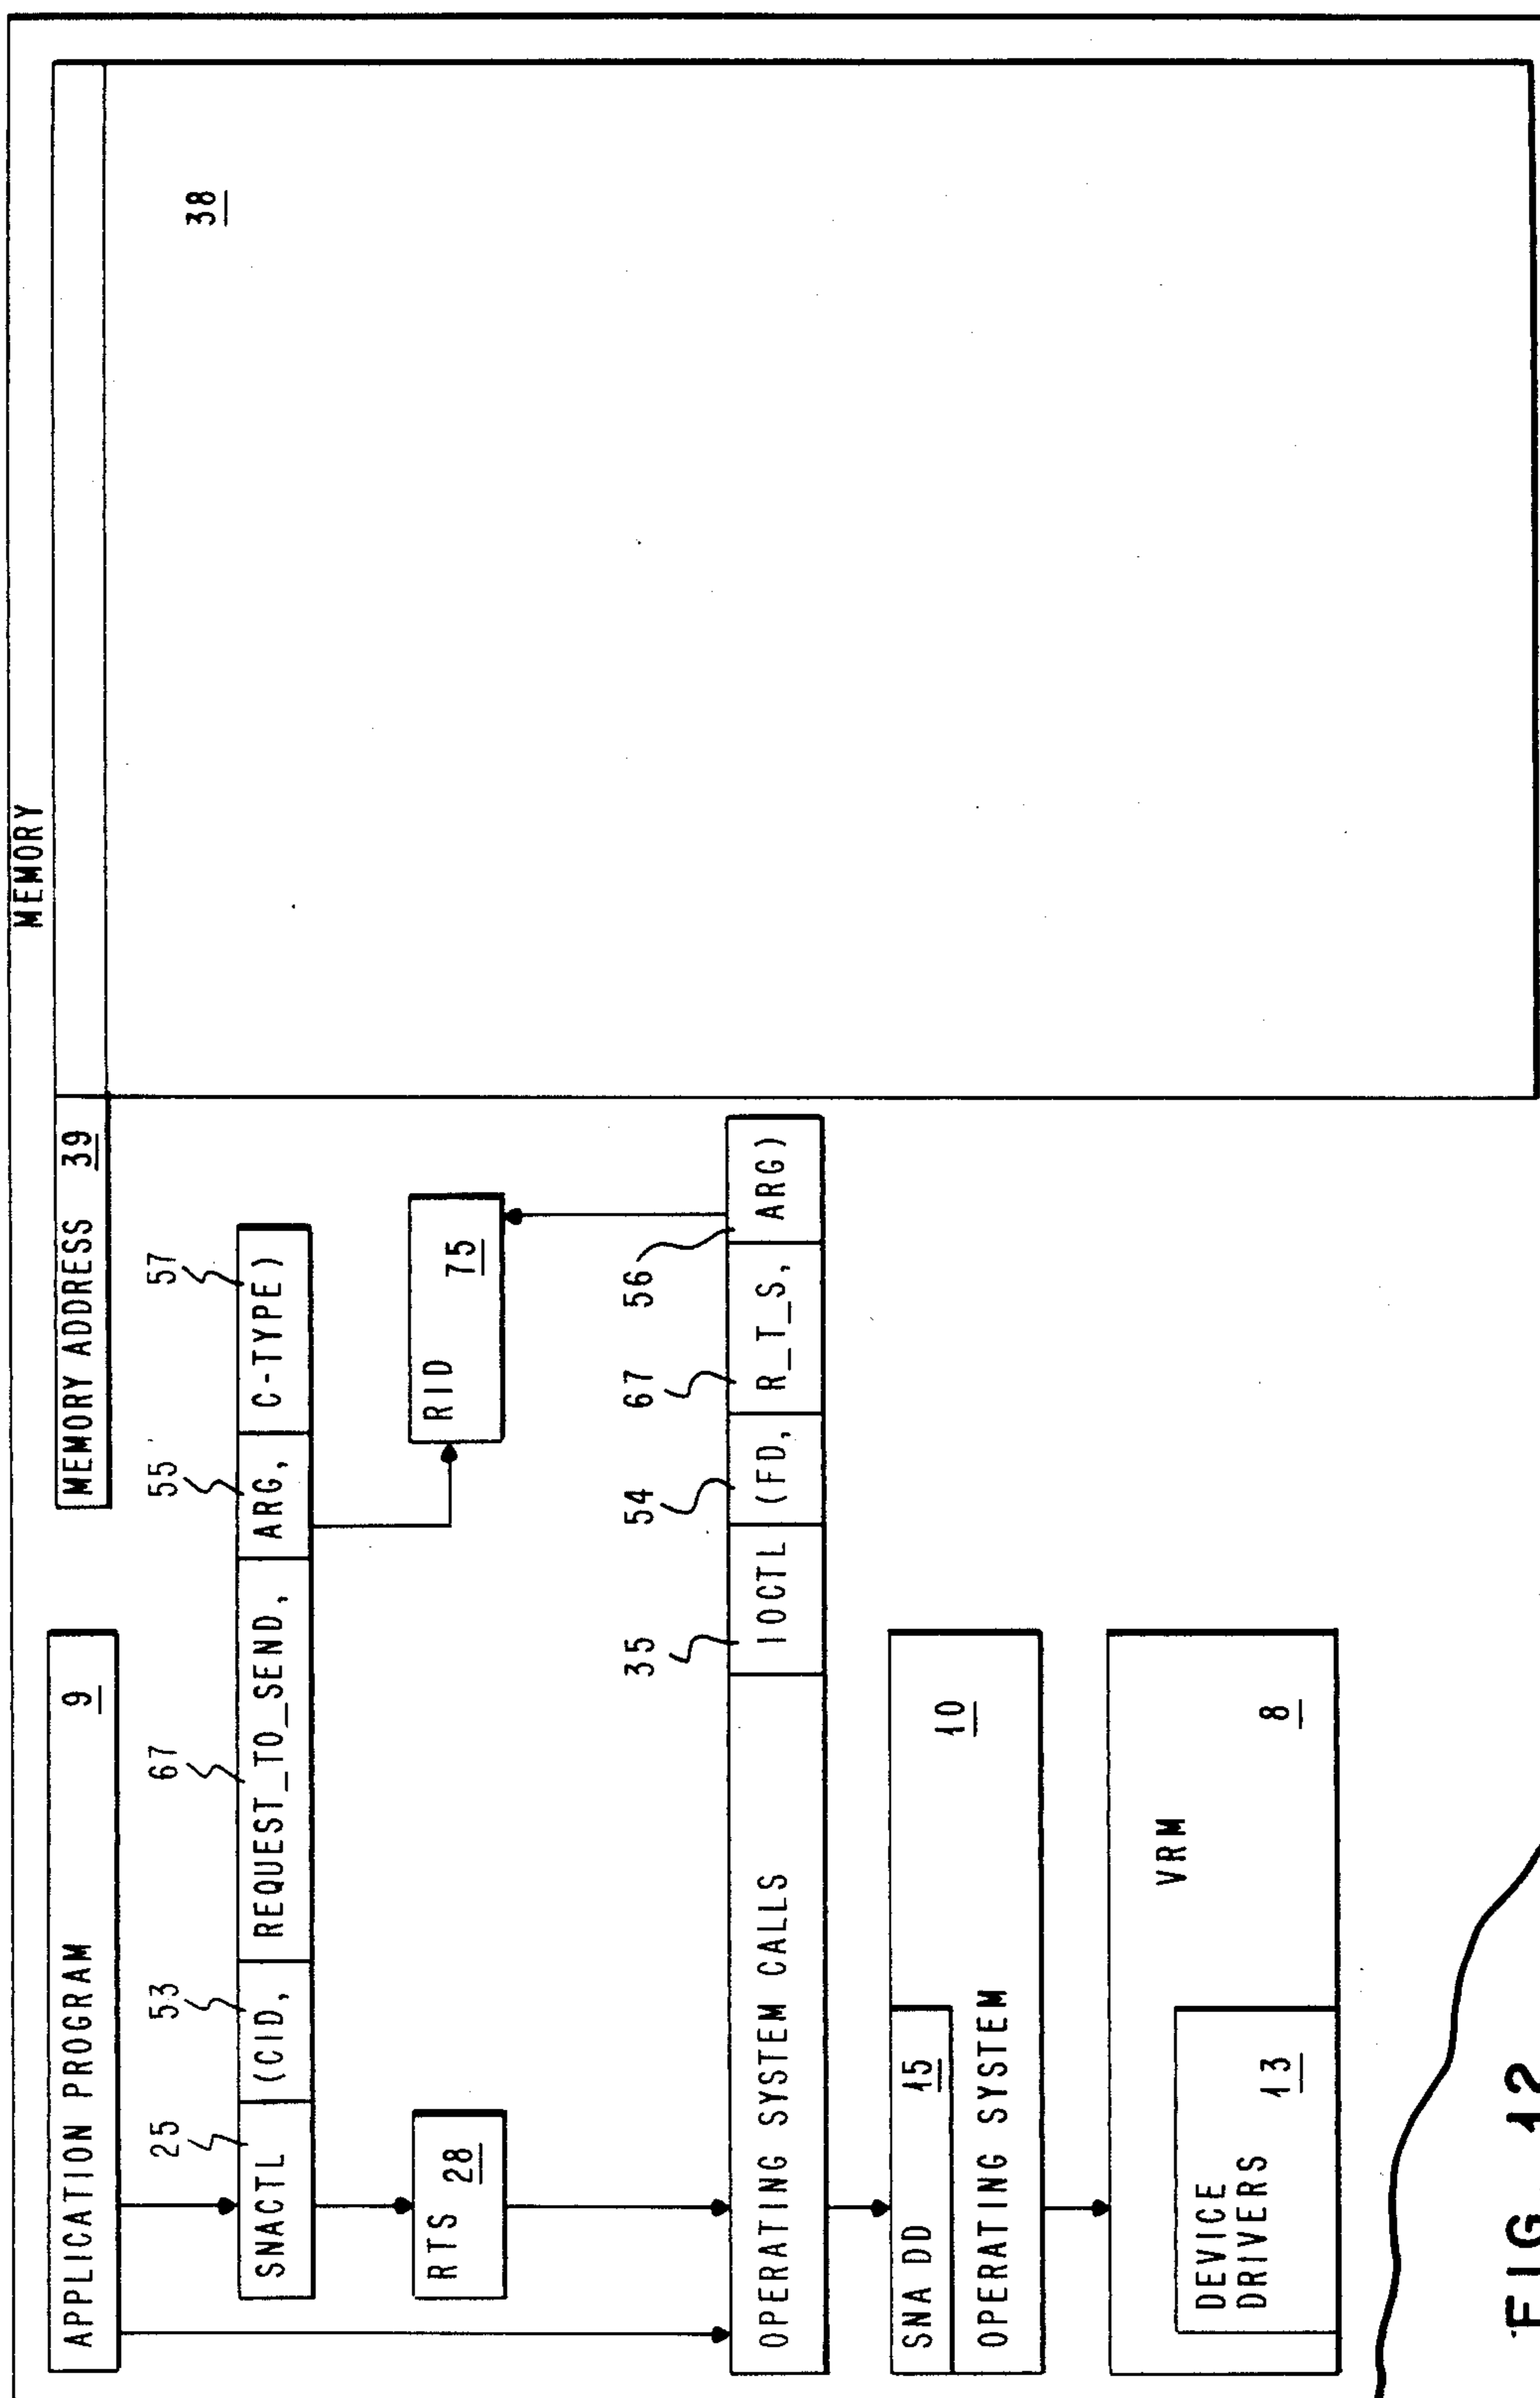 MEMORY
MEMORY ADDRESS 39
38
APPLICATION PROGRAM 9
25 53 67 55 57
SNACTL (CID, REQUEST_TO_SEND, ARG, C-TYPE)
RTS 28
RID 75
35 54 67 56
OPERATING SYSTEM CALLS IOCTL (FD, R_T_S, ARG)
SNA DD 15
OPERATING SYSTEM
10
VRM
8
DEVICE
DRIVERS
13
FIG. 12